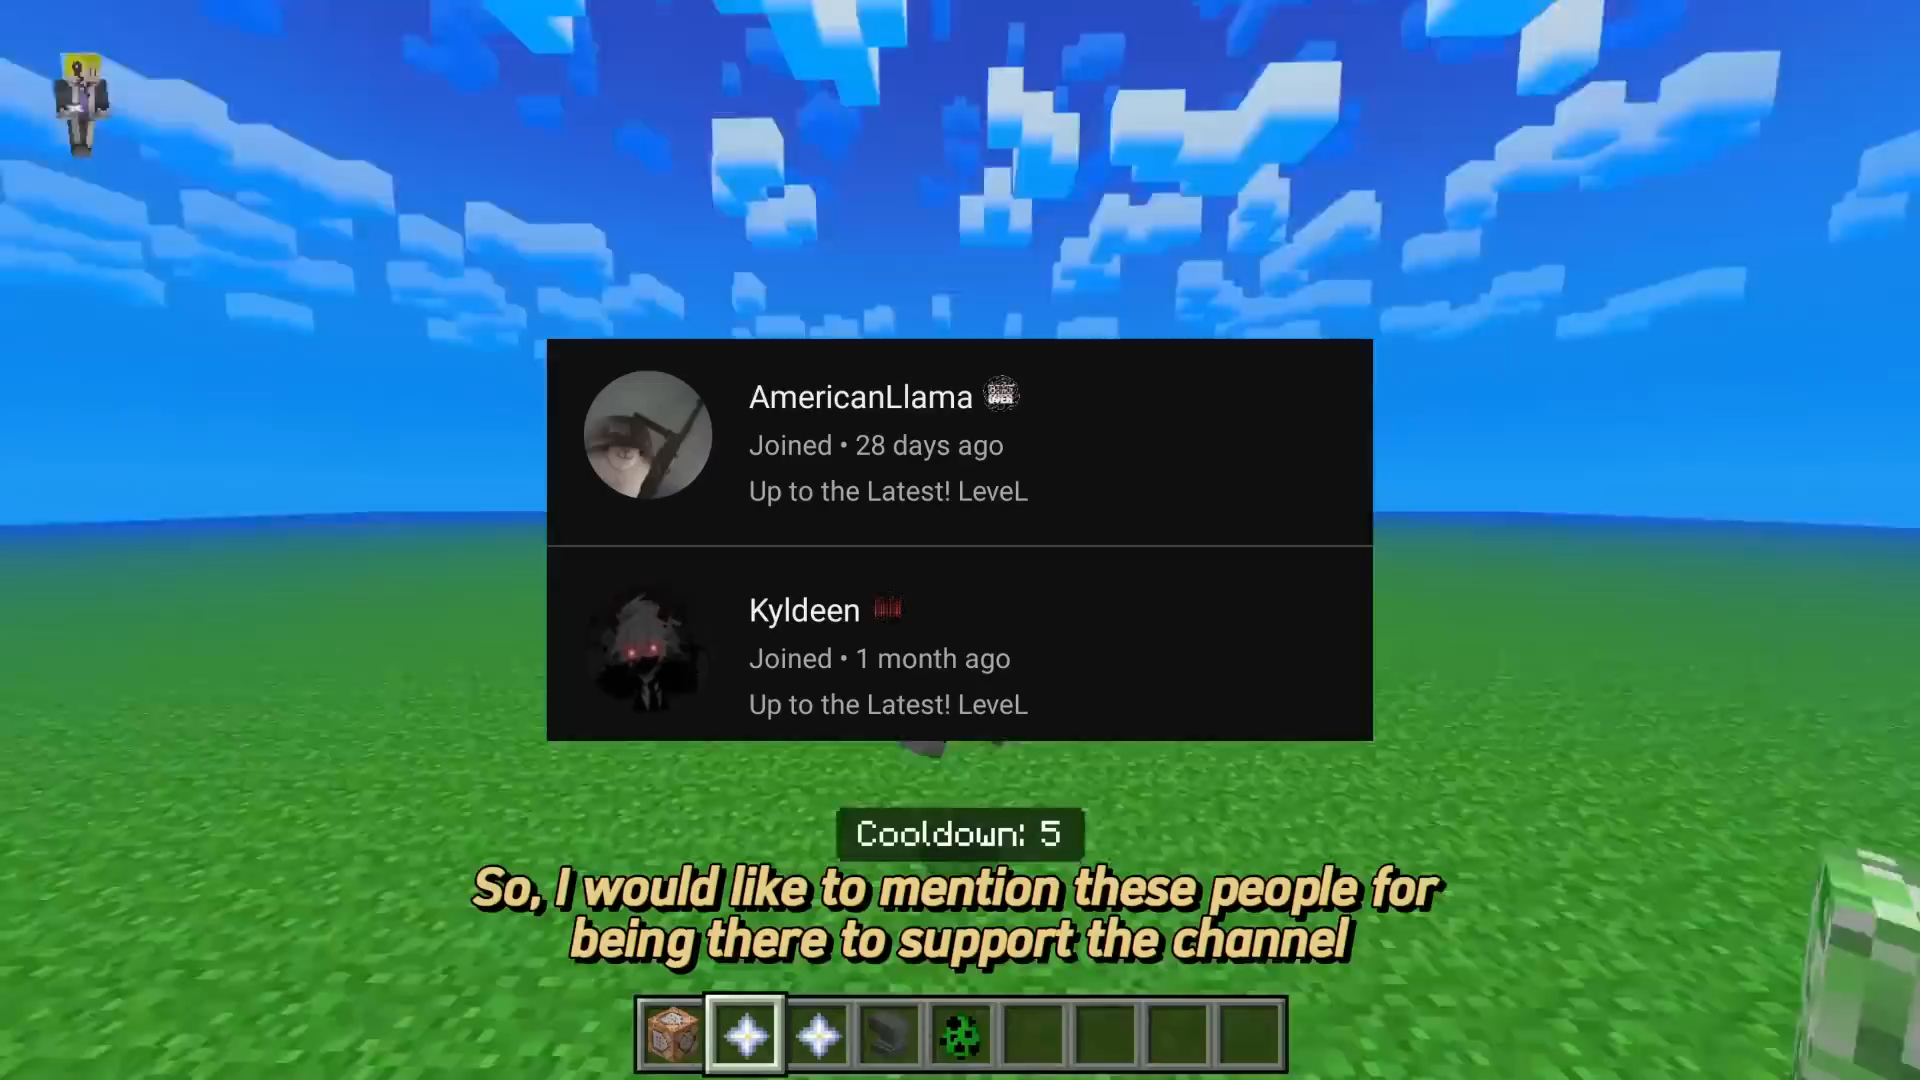 AmericanLlama
Joined • 28 days ago
Up to the Latest! LeveL
Kyldeen
Joined • 1 month ago
Up to the Latest! LeveL
Cooldown: 5
So, I would like to mention these people for
being there to support the channel